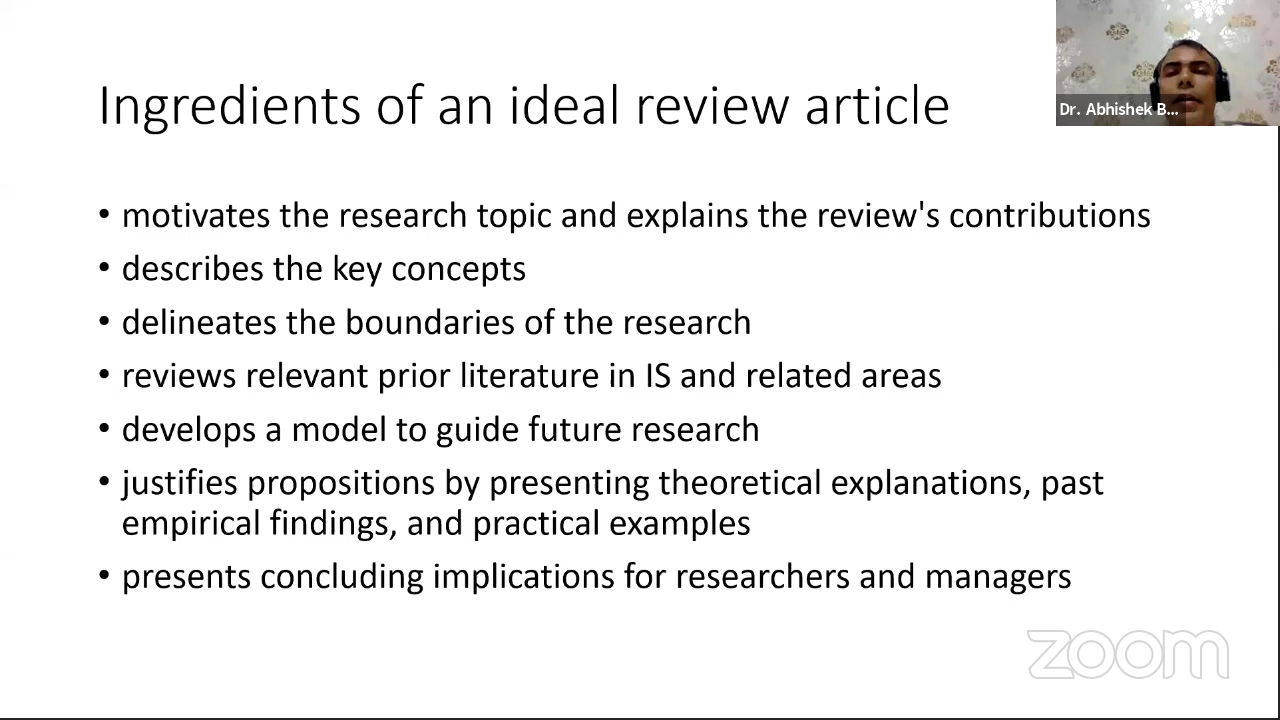 Ingredients of an ideal review article
Dr. Abhishek B...
• motivates the research topic and explains the review's contributions
• describes the key concepts
• delineates the boundaries of the research
• reviews relevant prior literature in IS and related areas
• develops a model to guide future research
• justifies propositions by presenting theoretical explanations, past
empirical findings, and practical examples
• presents concluding implications for researchers and managers
zoom